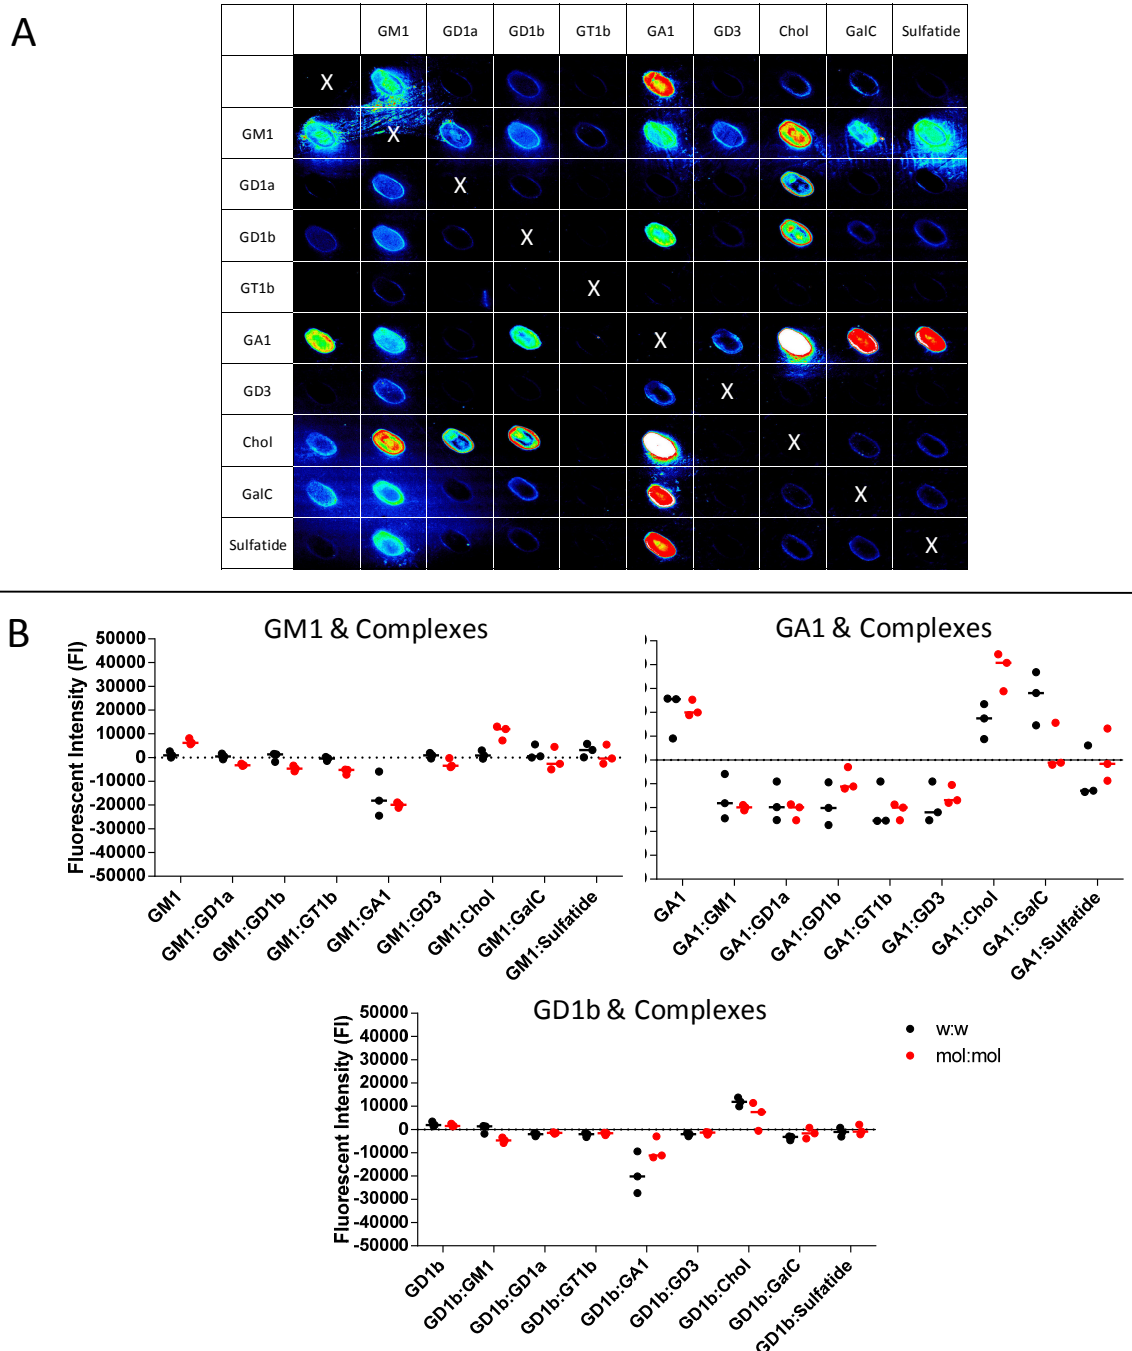 A
GM1 GD1a GD1b GT1b GA1 GD3 Chol GalC Sulfatide
X
GM1 X
GD1a X
GD1b X
GT1b X
GA1 X
GD3 X
Chol X
GalC X
Sulfatide X
B
GM1 & Complexes
Fluorescent Intensity (FI)
50000
40000
30000
20000
10000
0
-10000
-20000
-30000
-40000
-50000
GM1
GM1:GD1a
GM1:GD1b
GM1:GT1b
GM1:GA1
GM1:GD3
GM1:Chol
GM1:GalC
GM1:Sulfatide
GA1 & Complexes
GA1
GA1:GM1
GA1:GD1a
GA1:GD1b
GA1:GT1b
GA1:GD3
GA1:Chol
GA1:GalC
GA1:Sulfatide
GD1b & Complexes
Fluorescent Intensity (FI)
50000
40000
30000
20000
10000
0
-10000
-20000
-30000
-40000
-50000
GD1b
GD1b:GM1
GD1b:GD1a
GD1b:GT1b
GD1b:GA1
GD1b:GD3
GD1b:Chol
GD1b:GalC
GD1b:Sulfatide
w:w
mol:mol